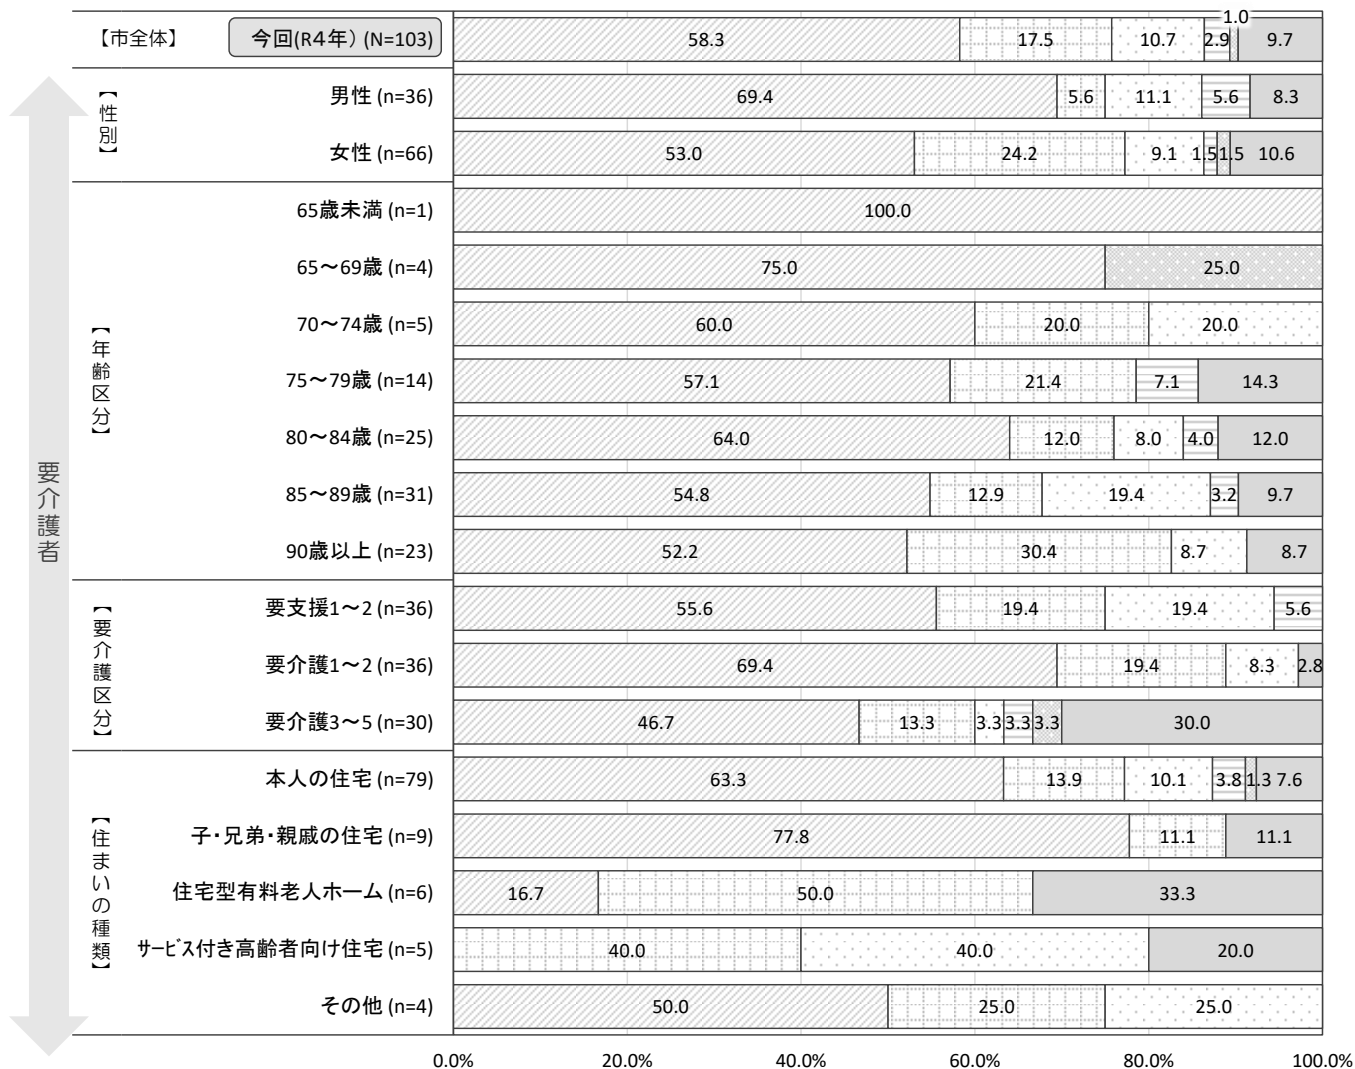 1.0
【市全体】 今回(R4年) (N=103) 58.3 17.5 10.7 2.9 9.7
【性別】
男性 (n=36) 69.4 5.6 11.1 5.6 8.3
女性 (n=66) 53.0 24.2 9.1 1.5 1.5 10.6
【年齢区分】
65歳未満 (n=1) 100.0
65～69歳 (n=4) 75.0 25.0
70～74歳 (n=5) 60.0 20.0 20.0
75～79歳 (n=14) 57.1 21.4 7.1 14.3
80～84歳 (n=25) 64.0 12.0 8.0 4.0 12.0
85～89歳 (n=31) 54.8 12.9 19.4 3.2 9.7
90歳以上 (n=23) 52.2 30.4 8.7 8.7
要介護者
【要介護区分】
要支援1～2 (n=36) 55.6 19.4 19.4 5.6
要介護1～2 (n=36) 69.4 19.4 8.3 2.8
要介護3～5 (n=30) 46.7 13.3 3.3 3.3 3.3 30.0
【住まいの種類】
本人の住宅 (n=79) 63.3 13.9 10.1 3.8 1.3 7.6
子・兄弟・親戚の住宅 (n=9) 77.8 11.1 11.1
住宅型有料老人ホーム (n=6) 16.7 50.0 33.3
ｻｰﾋﾞｽ付き高齢者向け住宅 (n=5) 40.0 40.0 20.0
その他 (n=4) 50.0 25.0 25.0
0.0% 20.0% 40.0% 60.0% 80.0% 100.0%